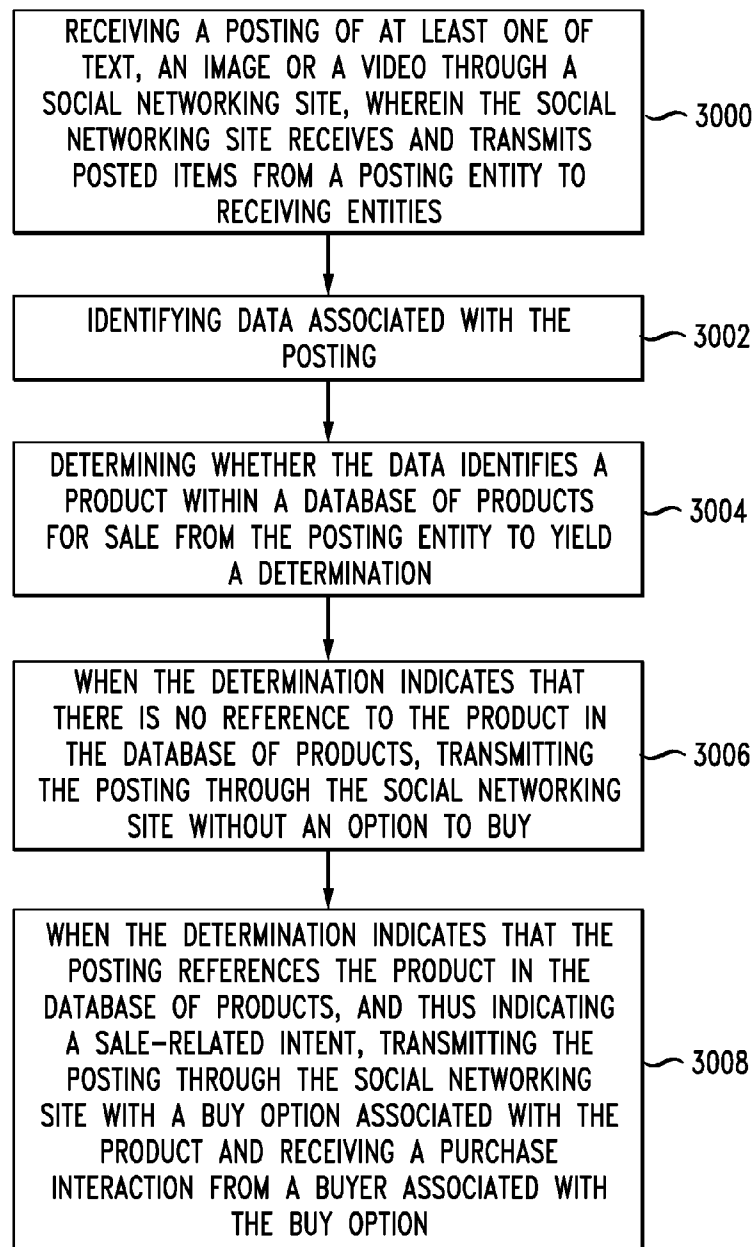 RECEIVING A POSTING OF AT LEAST ONE OF
TEXT, AN IMAGE OR A VIDEO THROUGH A
SOCIAL NETWORKING SITE, WHEREIN THE SOCIAL
NETWORKING SITE RECEIVES AND TRANSMITS
POSTED ITEMS FROM A POSTING ENTITY TO
RECEIVING ENTITIES
3000
IDENTIFYING DATA ASSOCIATED WITH THE
POSTING
3002
DETERMINING WHETHER THE DATA IDENTIFIES A
PRODUCT WITHIN A DATABASE OF PRODUCTS
FOR SALE FROM THE POSTING ENTITY TO YIELD
A DETERMINATION
3004
WHEN THE DETERMINATION INDICATES THAT
THERE IS NO REFERENCE TO THE PRODUCT IN
THE DATABASE OF PRODUCTS, TRANSMITTING
THE POSTING THROUGH THE SOCIAL NETWORKING
SITE WITHOUT AN OPTION TO BUY
3006
WHEN THE DETERMINATION INDICATES THAT THE
POSTING REFERENCES THE PRODUCT IN THE
DATABASE OF PRODUCTS, AND THUS INDICATING
A SALE-RELATED INTENT, TRANSMITTING THE
POSTING THROUGH THE SOCIAL NETWORKING
SITE WITH A BUY OPTION ASSOCIATED WITH THE
PRODUCT AND RECEIVING A PURCHASE
INTERACTION FROM A BUYER ASSOCIATED WITH
THE BUY OPTION
3008